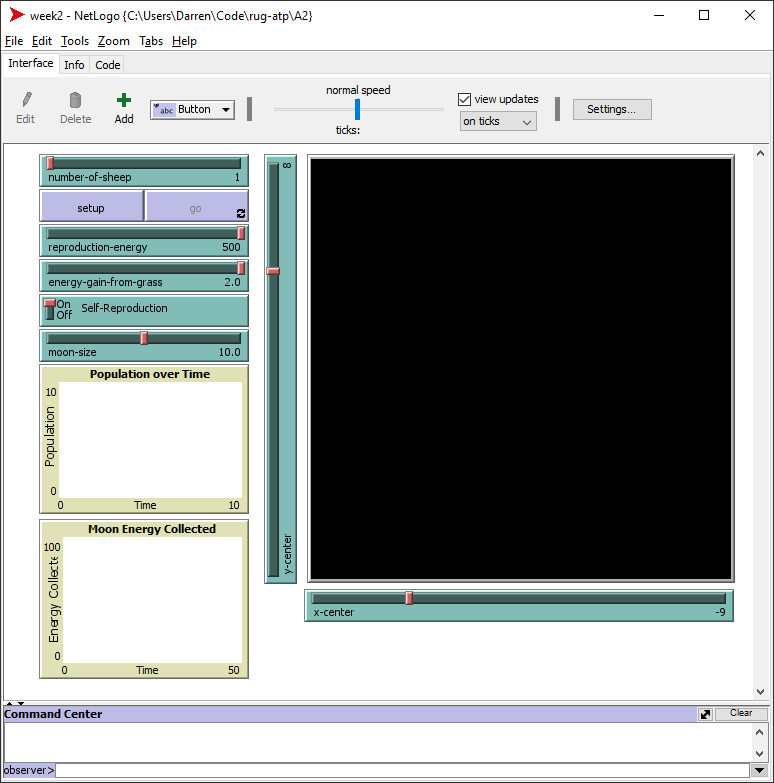 week2 - NetLogo {C:\Users\Darren\Code\rug-atp\A2}
File Edit Tools Zoom Tabs Help
Interface Info Code
Edit Delete Add abc Button normal speed ticks: view updates on ticks Settings...
number-of-sheep 1
setup go
reproduction-energy 500
energy-gain-from-grass 2.0
On Off Self-Reproduction
moon-size 10.0
Population over Time
10
Population
0
0 Time 10
Moon Energy Collected
100
Energy Collecte
0
0 Time 50
y-center 8
x-center -9
Command Center Clear
observer>